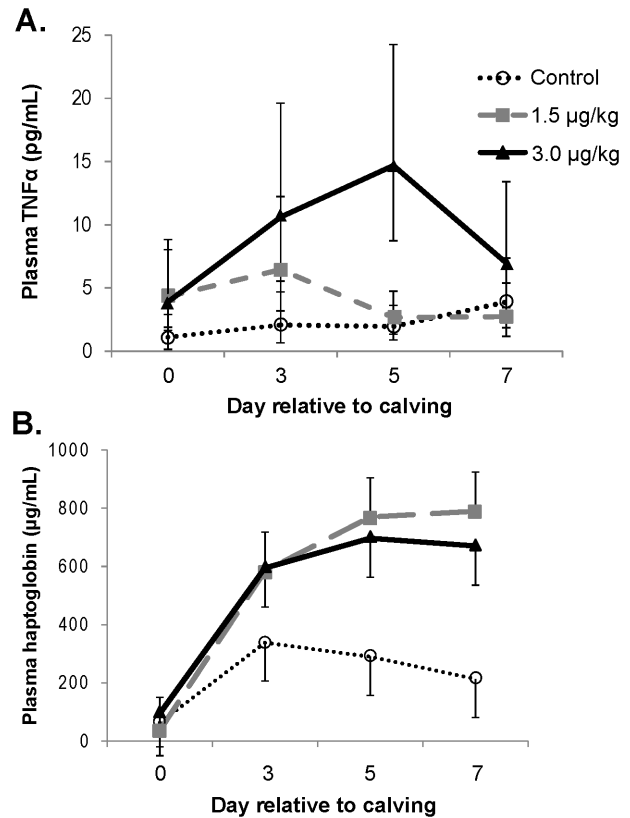 A.
Plasma TNFα (pg/mL)
25
20
15
10
5
0
Control
1.5 µg/kg
3.0 µg/kg
0 3 5 7
Day relative to calving
B.
Plasma haptoglobin (µg/mL)
1000
800
600
400
200
0
0 3 5 7
Day relative to calving